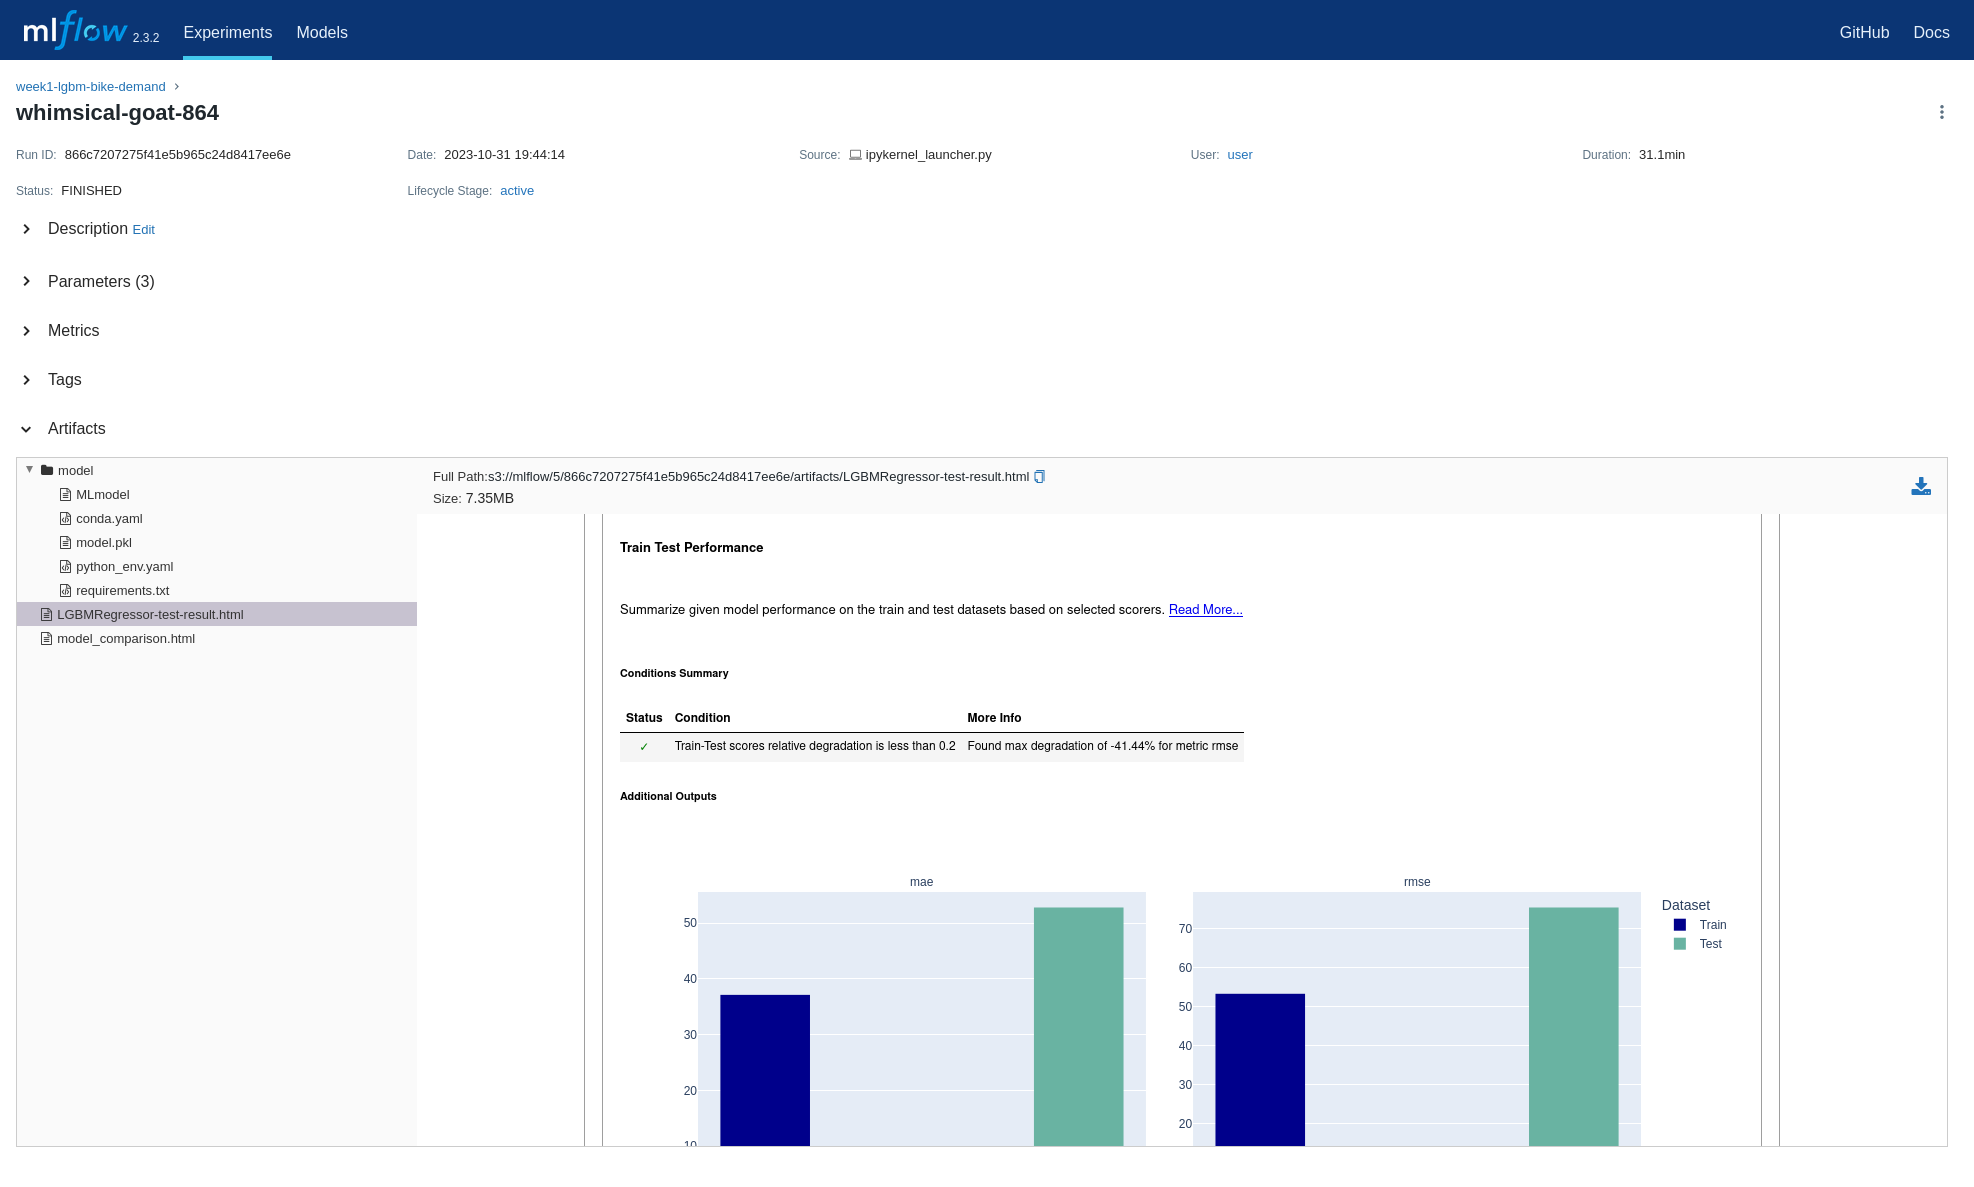 mlflow 2.3.2 Experiments Models GitHub Docs
week1-lgbm-bike-demand
whimsical-goat-864
Run ID: 866c7207275f41e5b965c24d8417ee6e Date: 2023-10-31 19:44:14 Source: ipykernel_launcher.py User: user Duration: 31.1min
Status: FINISHED Lifecycle Stage: active
Description Edit
Parameters (3)
Metrics
Tags
Artifacts
model
MLmodel
conda.yaml
model.pkl
python_env.yaml
requirements.txt
LGBMRegressor-test-result.html
model_comparison.html
Full Path:s3://mlflow/5/866c7207275f41e5b965c24d8417ee6e/artifacts/LGBMRegressor-test-result.html
Size: 7.35MB
Train Test Performance
Summarize given model performance on the train and test datasets based on selected scorers. Read More...
Conditions Summary
Status Condition More Info
✓ Train-Test scores relative degradation is less than 0.2 Found max degradation of -41.44% for metric rmse
Additional Outputs
mae
50
40
30
20
10
rmse
70
60
50
40
30
20
Dataset
Train
Test